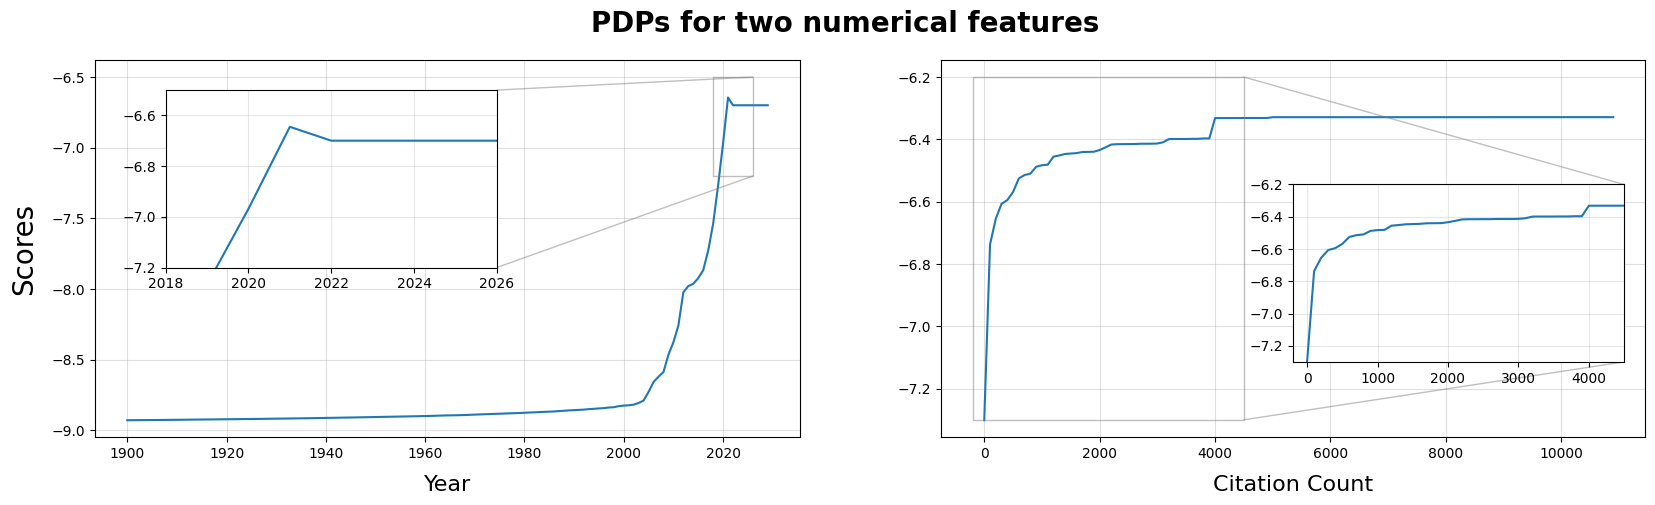 PDPs for two numerical features
Scores
−6.5
−7.0
−7.5
−8.0
−8.5
−9.0
−6.6
−6.8
−7.0
−7.2
2018 2020 2022 2024 2026
1900 1920 1940 1960 1980 2000 2020
Year
−6.2
−6.4
−6.6
−6.8
−7.0
−7.2
−6.2
−6.4
−6.6
−6.8
−7.0
−7.2
0 1000 2000 3000 4000
0 2000 4000 6000 8000 10000
Citation Count